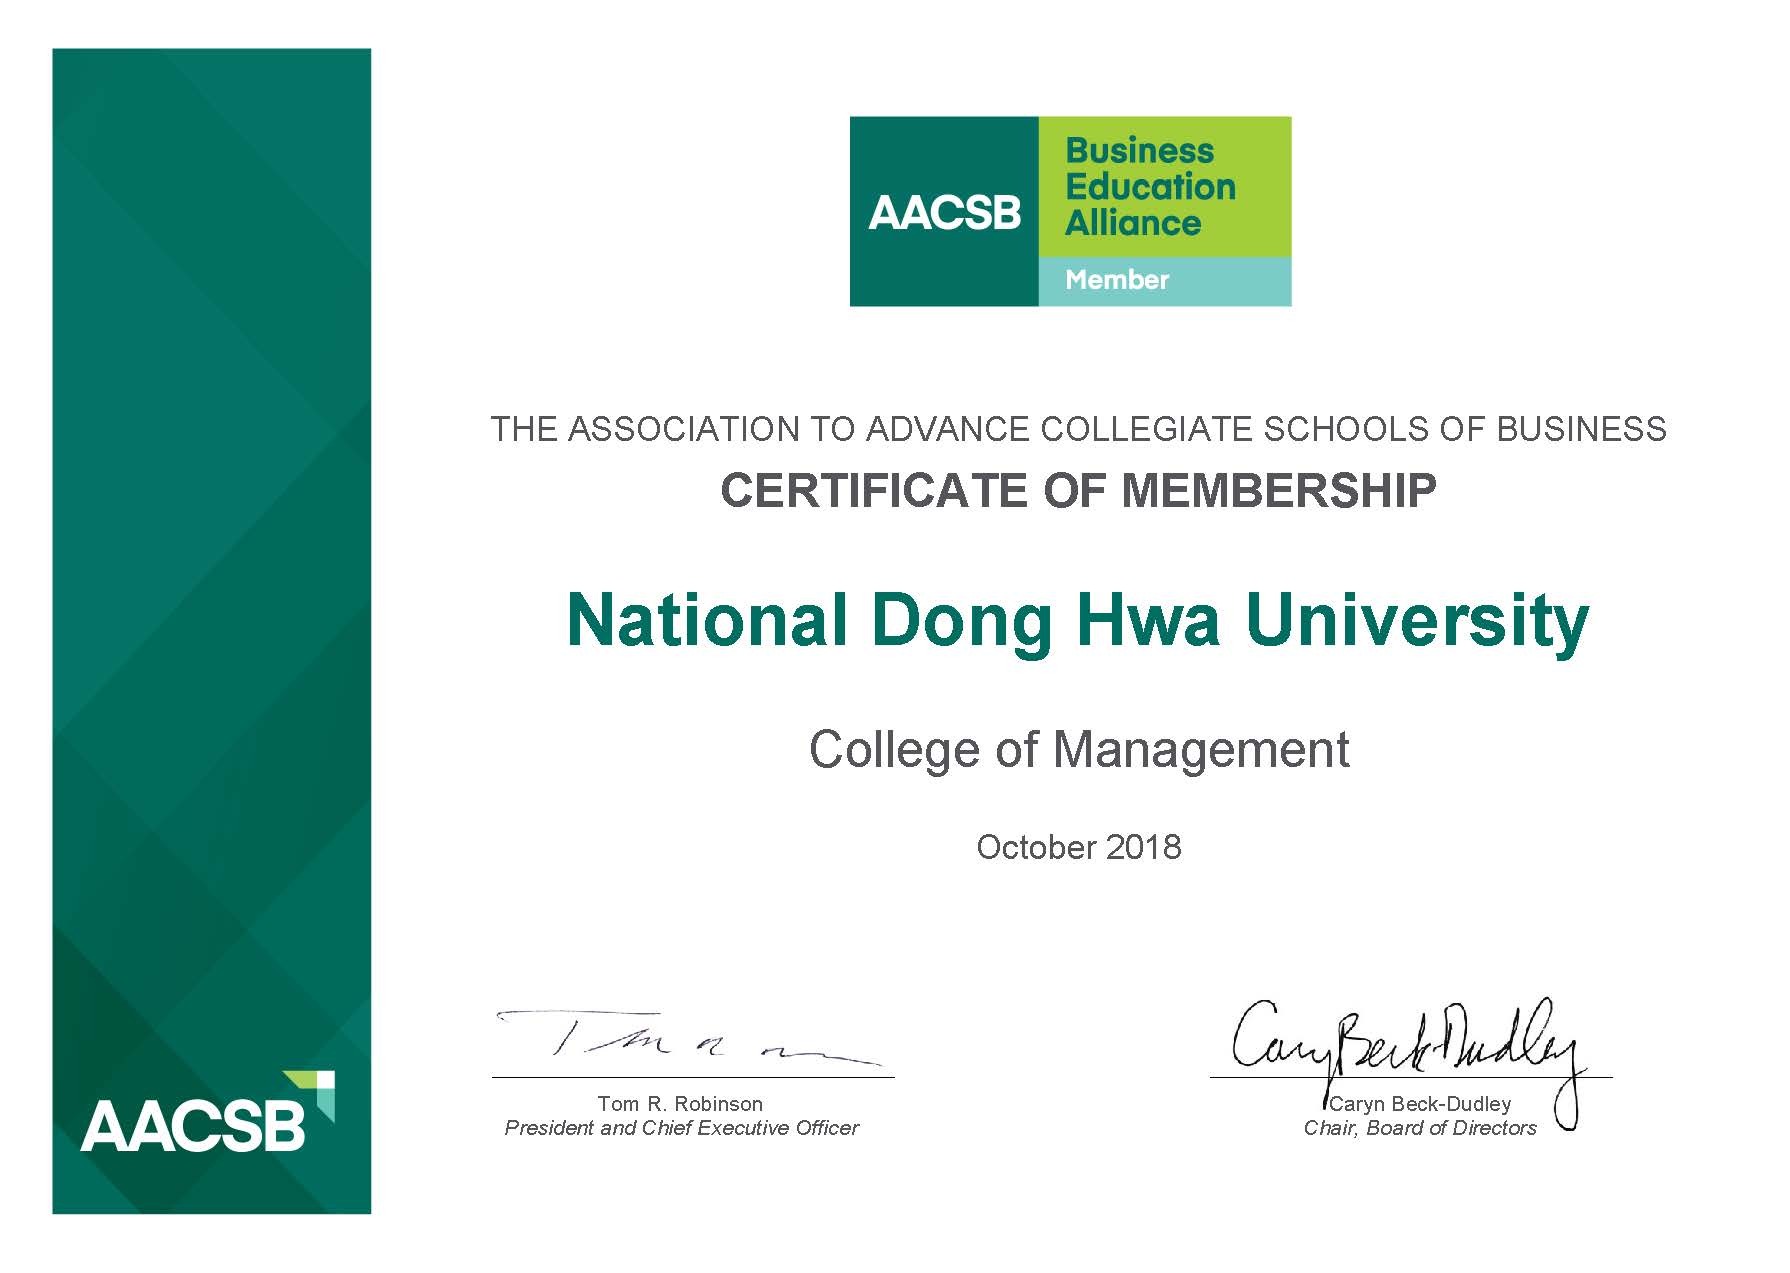 AACSB
Business
Education
Alliance
Member
THE ASSOCIATION TO ADVANCE COLLEGIATE SCHOOLS OF BUSINESS
CERTIFICATE OF MEMBERSHIP
National Dong Hwa University
College of Management
October 2018
Cary Beck-Dudley
Tom R. Robinson
President and Chief Executive Officer
Caryn Beck-Dudley
Chair, Board of Directors
AACSB